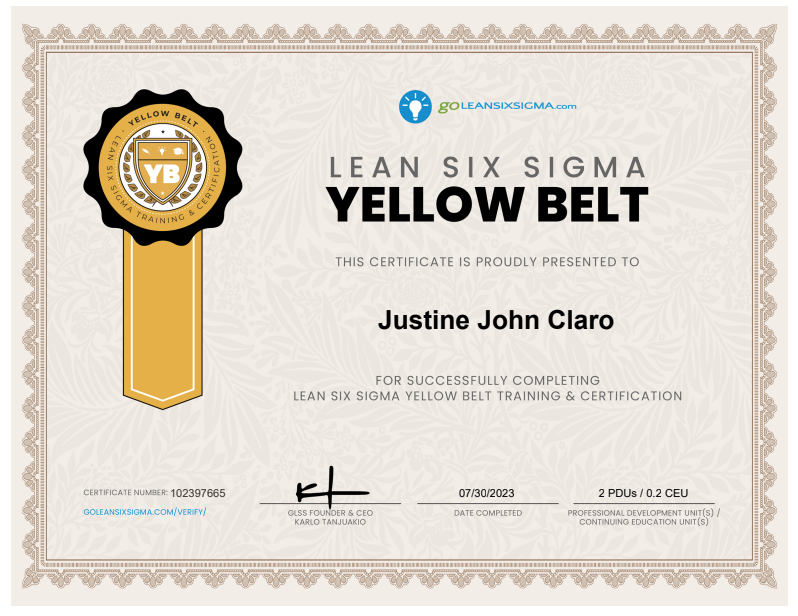 goLEANSIXSIGMA.com
YELLOW BELT
LEAN SIX SIGMA TRAINING & CERTIFICATION
YB
LEAN SIX SIGMA
YELLOW BELT
THIS CERTIFICATE IS PROUDLY PRESENTED TO
Justine John Claro
FOR SUCCESSFULLY COMPLETING
LEAN SIX SIGMA YELLOW BELT TRAINING & CERTIFICATION
CERTIFICATE NUMBER: 102397665
GOLEANSIXSIGMA.COM/VERIFY/
GLSS FOUNDER & CEO
KARLO TANJUAKIO
07/30/2023
DATE COMPLETED
2 PDUs / 0.2 CEU
PROFESSIONAL DEVELOPMENT UNIT(S) /
CONTINUING EDUCATION UNIT(S)